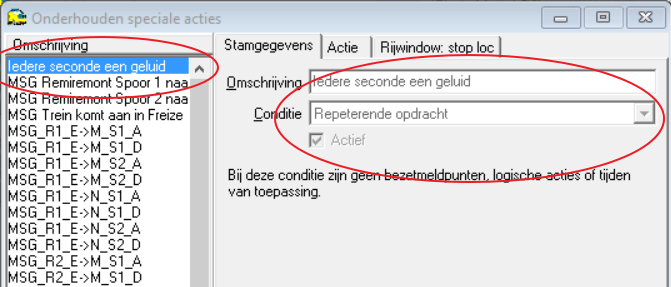 Onderhouden speciale acties
Omschrijving
Iedere seconde een geluid
MSG Remiremont Spoor 1 naa
MSG Remiremont Spoor 2 naa
MSG Trein komt aan in Freize
MSG_R1_E->M_S1_A
MSG_R1_E->M_S1_D
MSG_R1_E->M_S2_A
MSG_R1_E->M_S2_D
MSG_R1_E->N_S1_A
MSG_R1_E->N_S1_D
MSG_R1_E->N_S2_A
MSG_R1_E->N_S2_D
MSG_R2_E->M_S1_A
MSG_R2_E->M_S1_D
Stamgegevens Actie Rijwindow: stop loc
Omschrijving Iedere seconde een geluid
Conditie Repeterende opdracht
Actief
Bij deze conditie zijn geen bezetmeldpunten, logische acties of tijden
van toepassing.